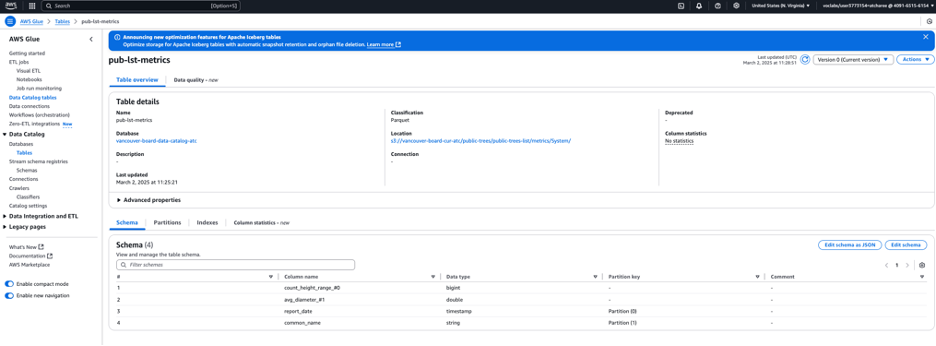 aws
Search
[Option+S]
United States (N. Virginia)
AWS Glue > Tables > pub-lst-metrics
AWS Glue
Getting started
ETL jobs
Visual ETL
Notebooks
Job run monitoring
Data Catalog tables
Data connections
Workflows (orchestration)
Zero-ETL integrations New
Data Catalog
Databases
Tables
Stream schema registries
Schemas
Connections
Crawlers
Classifiers
Catalog settings
Data Integration and ETL
Legacy pages
What's New
Documentation
AWS Marketplace
Enable compact mode
Enable new navigation
Announcing new optimization features for Apache Iceberg tables
Optimize storage for Apache Iceberg tables with automatic snapshot retention and orphan file deletion. Learn more
pub-lst-metrics
Last updated (UTC)
March 2, 2025 at 11:28:51
Version 0 (Current version)
Actions
Table overview
Data quality - new
Table details
Name
pub-lst-metrics
Classification
Parquet
Deprecated
-
Database
vancouver-board-data-catalog-atc
Location
s3://vancouver-board-cur-atc/public-trees/public-trees-list/metrics/System/
Column statistics
No statistics
Description
-
Connection
-
Last updated
March 2, 2025 at 11:25:21
Advanced properties
Schema
Partitions
Indexes
Column statistics - new
Schema (4)
View and manage the table schema.
Edit schema as JSON
Edit schema
Filter schemas
1
# Column name Data type Partition key Comment
1 count_height_range_#0 bigint - -
2 avg_diameter_#1 double - -
3 report_date timestamp Partition (0) -
4 common_name string Partition (1) -